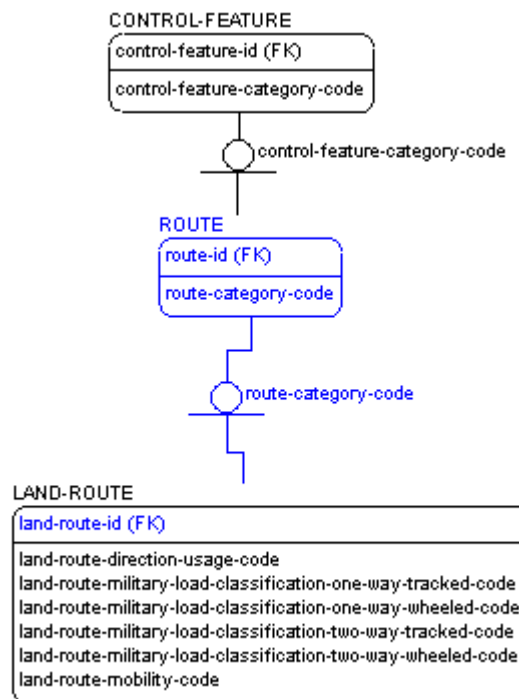 CONTROL-FEATURE
control-feature-id (FK)
control-feature-category-code
control-feature-category-code
ROUTE
route-id (FK)
route-category-code
route-category-code
LAND-ROUTE
land-route-id (FK)
land-route-direction-usage-code
land-route-military-load-classification-one-way-tracked-code
land-route-military-load-classification-one-way-wheeled-code
land-route-military-load-classification-two-way-tracked-code
land-route-military-load-classification-two-way-wheeled-code
land-route-mobility-code